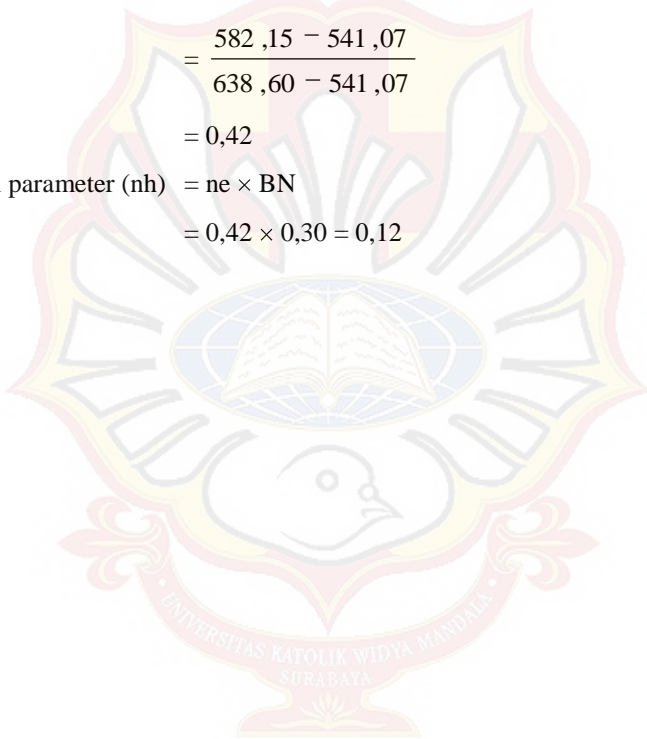 = 582 ,15 − 541 ,07
638 ,60 − 541 ,07
= 0,42
parameter (nh) = ne × BN
= 0,42 × 0,30 = 0,12
UNIVERSITAS KATOLIK WIDYA MANDALA
SURABAYA